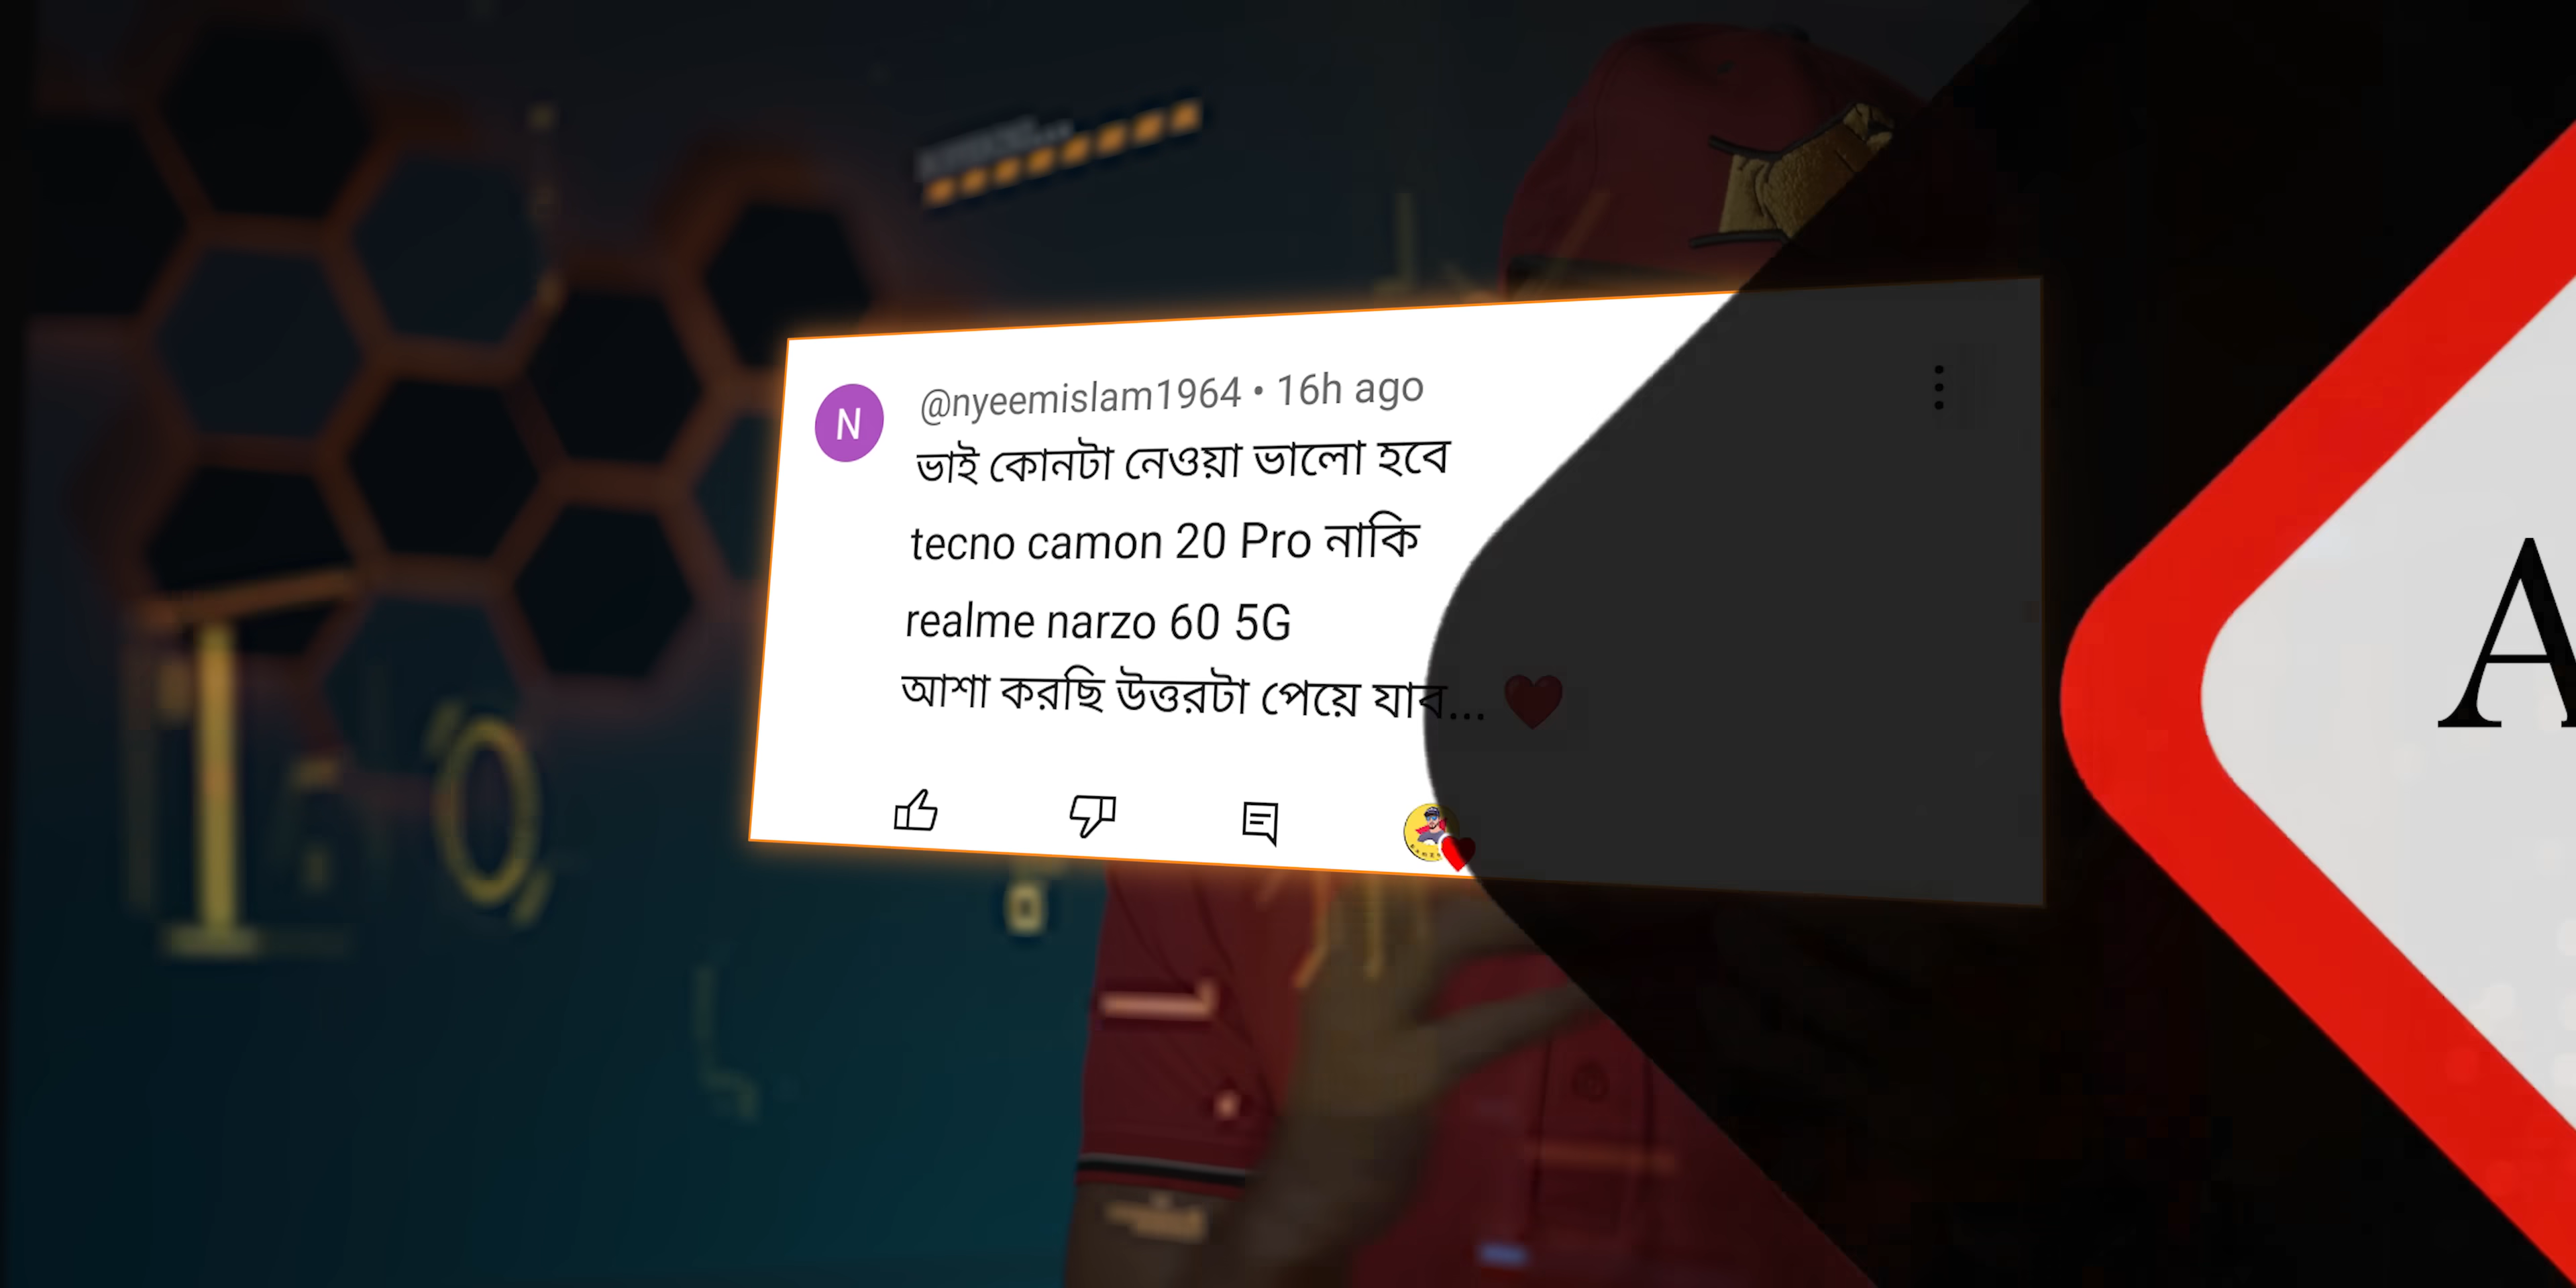 N
@nyeemislam1964 • 16h ago
ভাই কোনটা নেওয়া ভালো হবে
tecno camon 20 Pro নাকি
realme narzo 60 5G
আশা করছি উত্তরটা পেয়ে যাব... ❤️
A